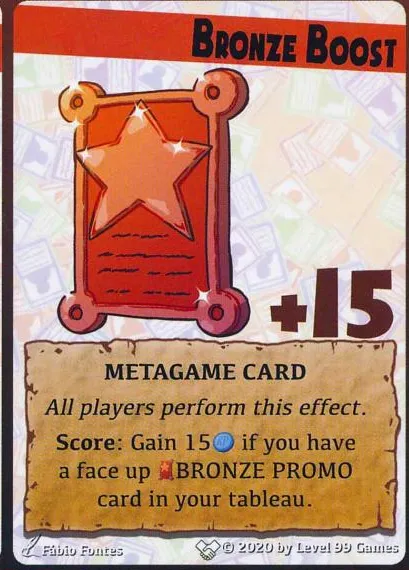 BRONZE BOOST
+15
METAGAME CARD
All players perform this effect.
Score: Gain 15 if you have
a face up BRONZE PROMO
card in your tableau.
Fábio Fontes
© 2020 by Level 99 Games